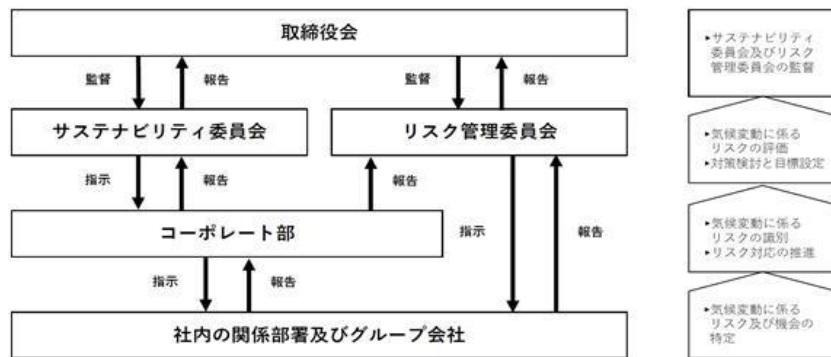 取締役会
監督
報告
監督
報告
サステナビリティ委員会
リスク管理委員会
指示
報告
報告
コーポレート部
指示
報告
指示
報告
社内の関係部署及びグループ会社
▸サステナビリティ
委員会及びリスク
管理委員会の監督
▸気候変動に係る
リスクの評価
▸対策検討と目標設定
▸気候変動に係る
リスクの識別
▸リスク対応の推進
▸気候変動に係る
リスク及び機会の
特定